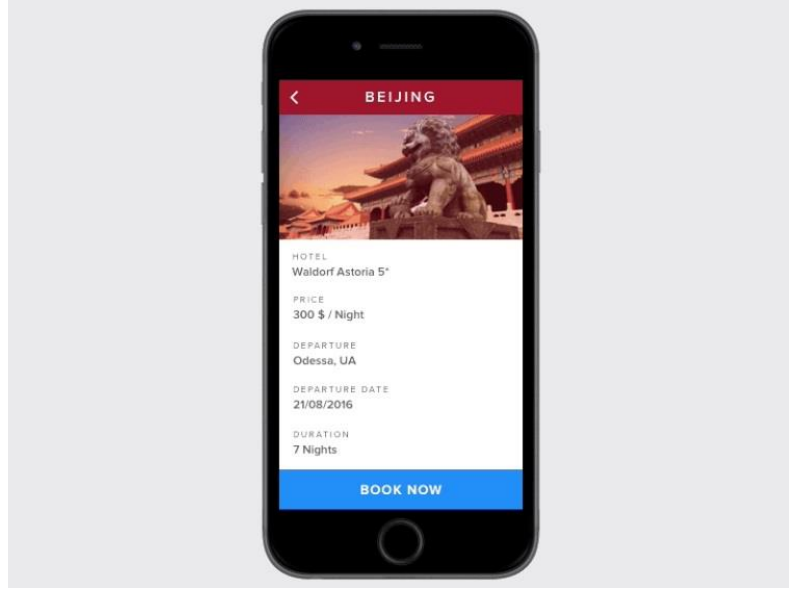 BEIJING
HOTEL
Waldorf Astoria 5*
PRICE
300 $ / Night
DEPARTURE
Odessa, UA
DEPARTURE DATE
21/08/2016
DURATION
7 Nights
BOOK NOW